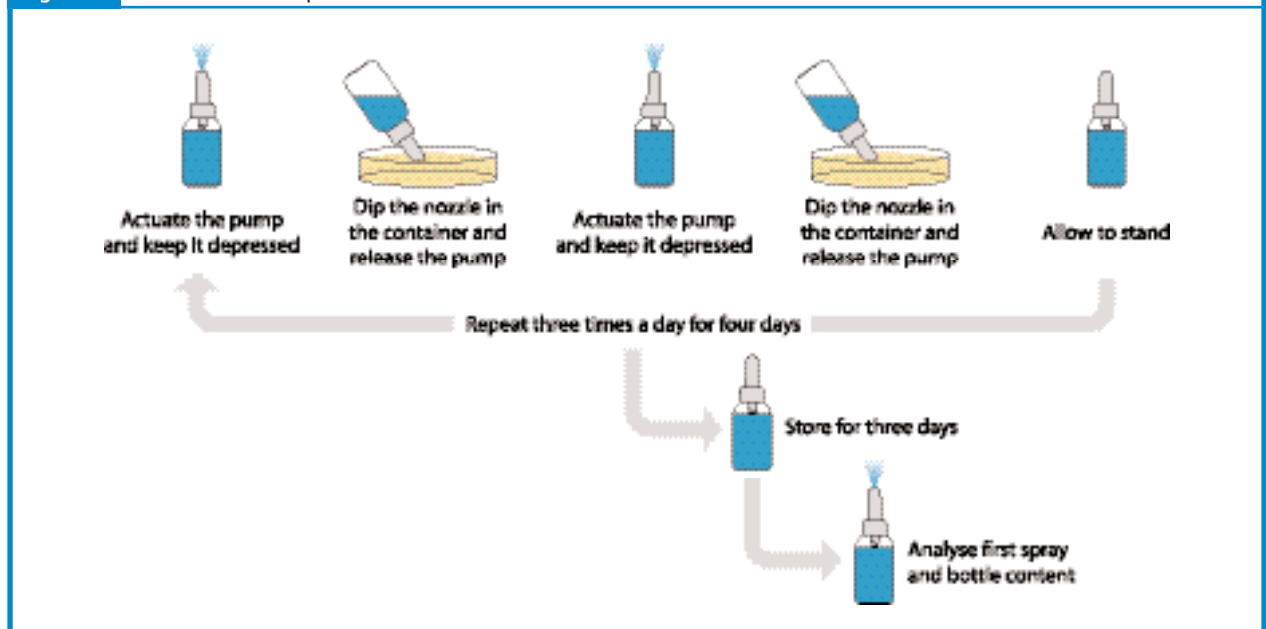 Actuate the pump
and keep it depressed
Dip the nozzle in
the container and
release the pump
Actuate the pump
and keep it depressed
Dip the nozzle in
the container and
release the pump
Allow to stand
Repeat three times a day for four days
Store for three days
Analyse first spray
and bottle content